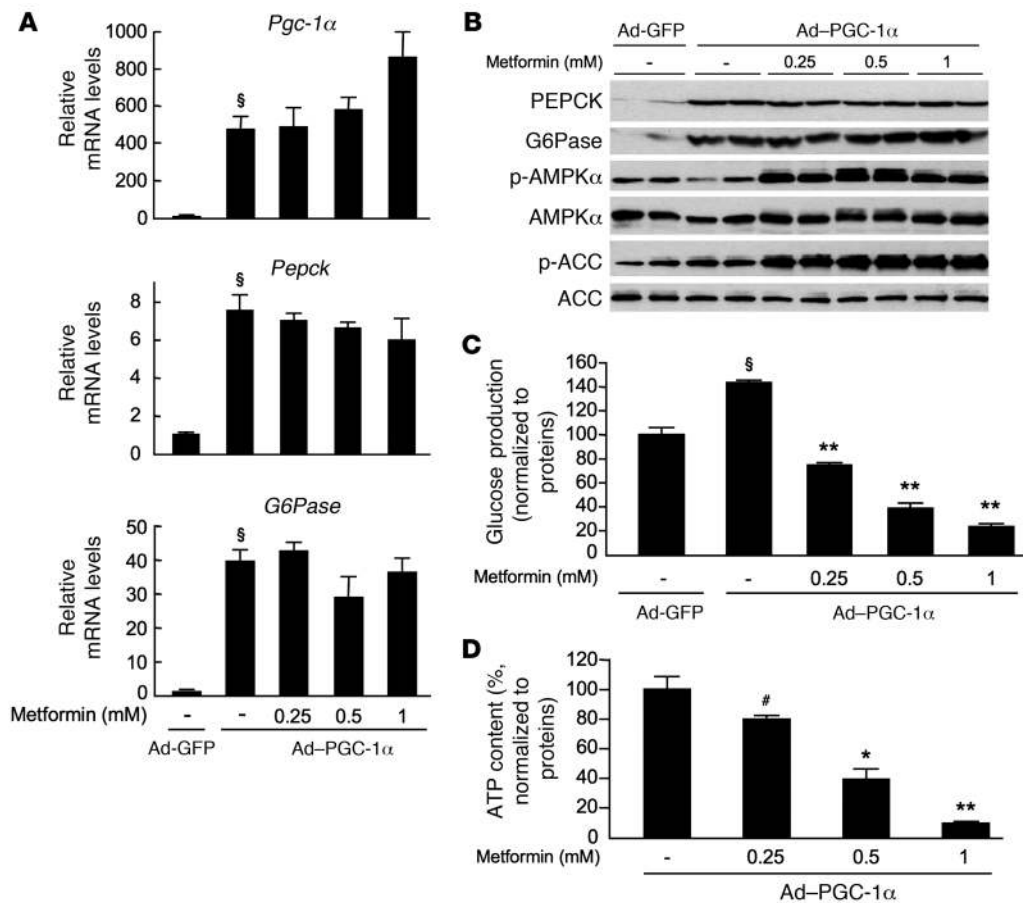 A
Pgc-1α
Relative
mRNA levels
1000
800
600
400
200
0
§
Pepck
Relative
mRNA levels
8
6
4
2
0
§
G6Pase
Relative
mRNA levels
50
40
30
20
10
0
§
Metformin (mM) - - 0.25 0.5 1
Ad-GFP Ad–PGC-1α
B
Ad-GFP Ad–PGC-1α
Metformin (mM) - - 0.25 0.5 1
PEPCK
G6Pase
p-AMPKα
AMPKα
p-ACC
ACC
C
Glucose production
(normalized to
proteins)
160
140
120
100
80
60
40
20
0
§
**
**
**
Metformin (mM) - - 0.25 0.5 1
Ad-GFP Ad–PGC-1α
D
ATP content (%,
normalized to
proteins)
120
100
80
60
40
20
0
#
*
**
Metformin (mM) - 0.25 0.5 1
Ad–PGC-1α